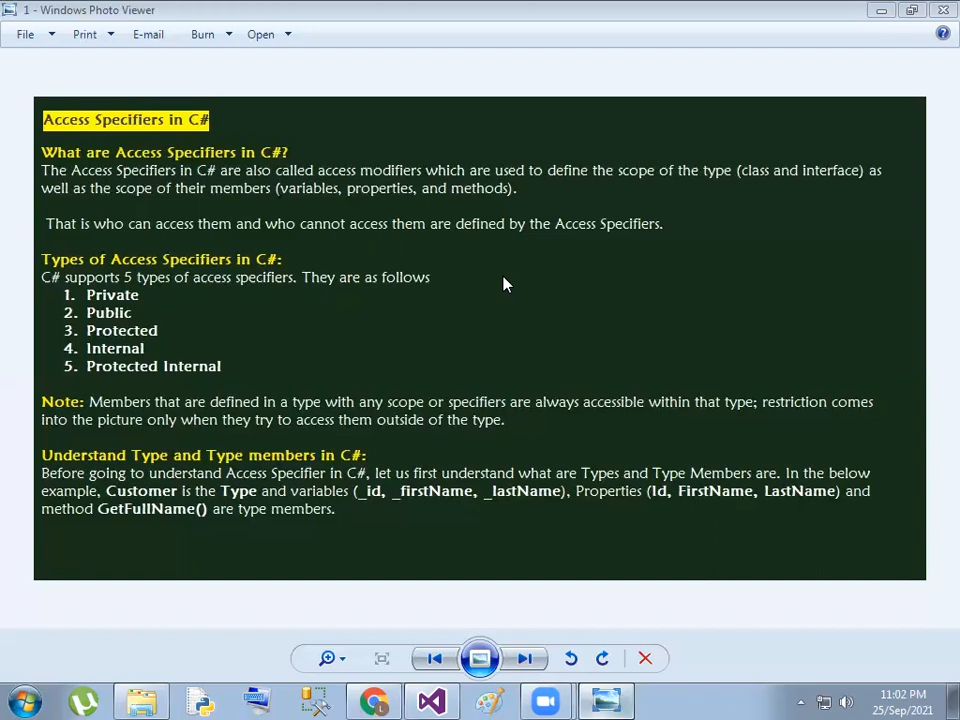 1 - Windows Photo Viewer
File Print E-mail Burn Open
Access Specifiers in C#
What are Access Specifiers in C#?
The Access Specifiers in C# are also called access modifiers which are used to define the scope of the type (class and interface) as
well as the scope of their members (variables, properties, and methods).
That is who can access them and who cannot access them are defined by the Access Specifiers.
Types of Access Specifiers in C#:
C# supports 5 types of access specifiers. They are as follows
1. Private
2. Public
3. Protected
4. Internal
5. Protected Internal
Note: Members that are defined in a type with any scope or specifiers are always accessible within that type; restriction comes
into the picture only when they try to access them outside of the type.
Understand Type and Type members in C#:
Before going to understand Access Specifier in C#, let us first understand what are Types and Type Members are. In the below
example, Customer is the Type and variables (_id, _firstName, _lastName), Properties (Id, FirstName, LastName) and
method GetFullName() are type members.
11:02 PM
25/Sep/2021